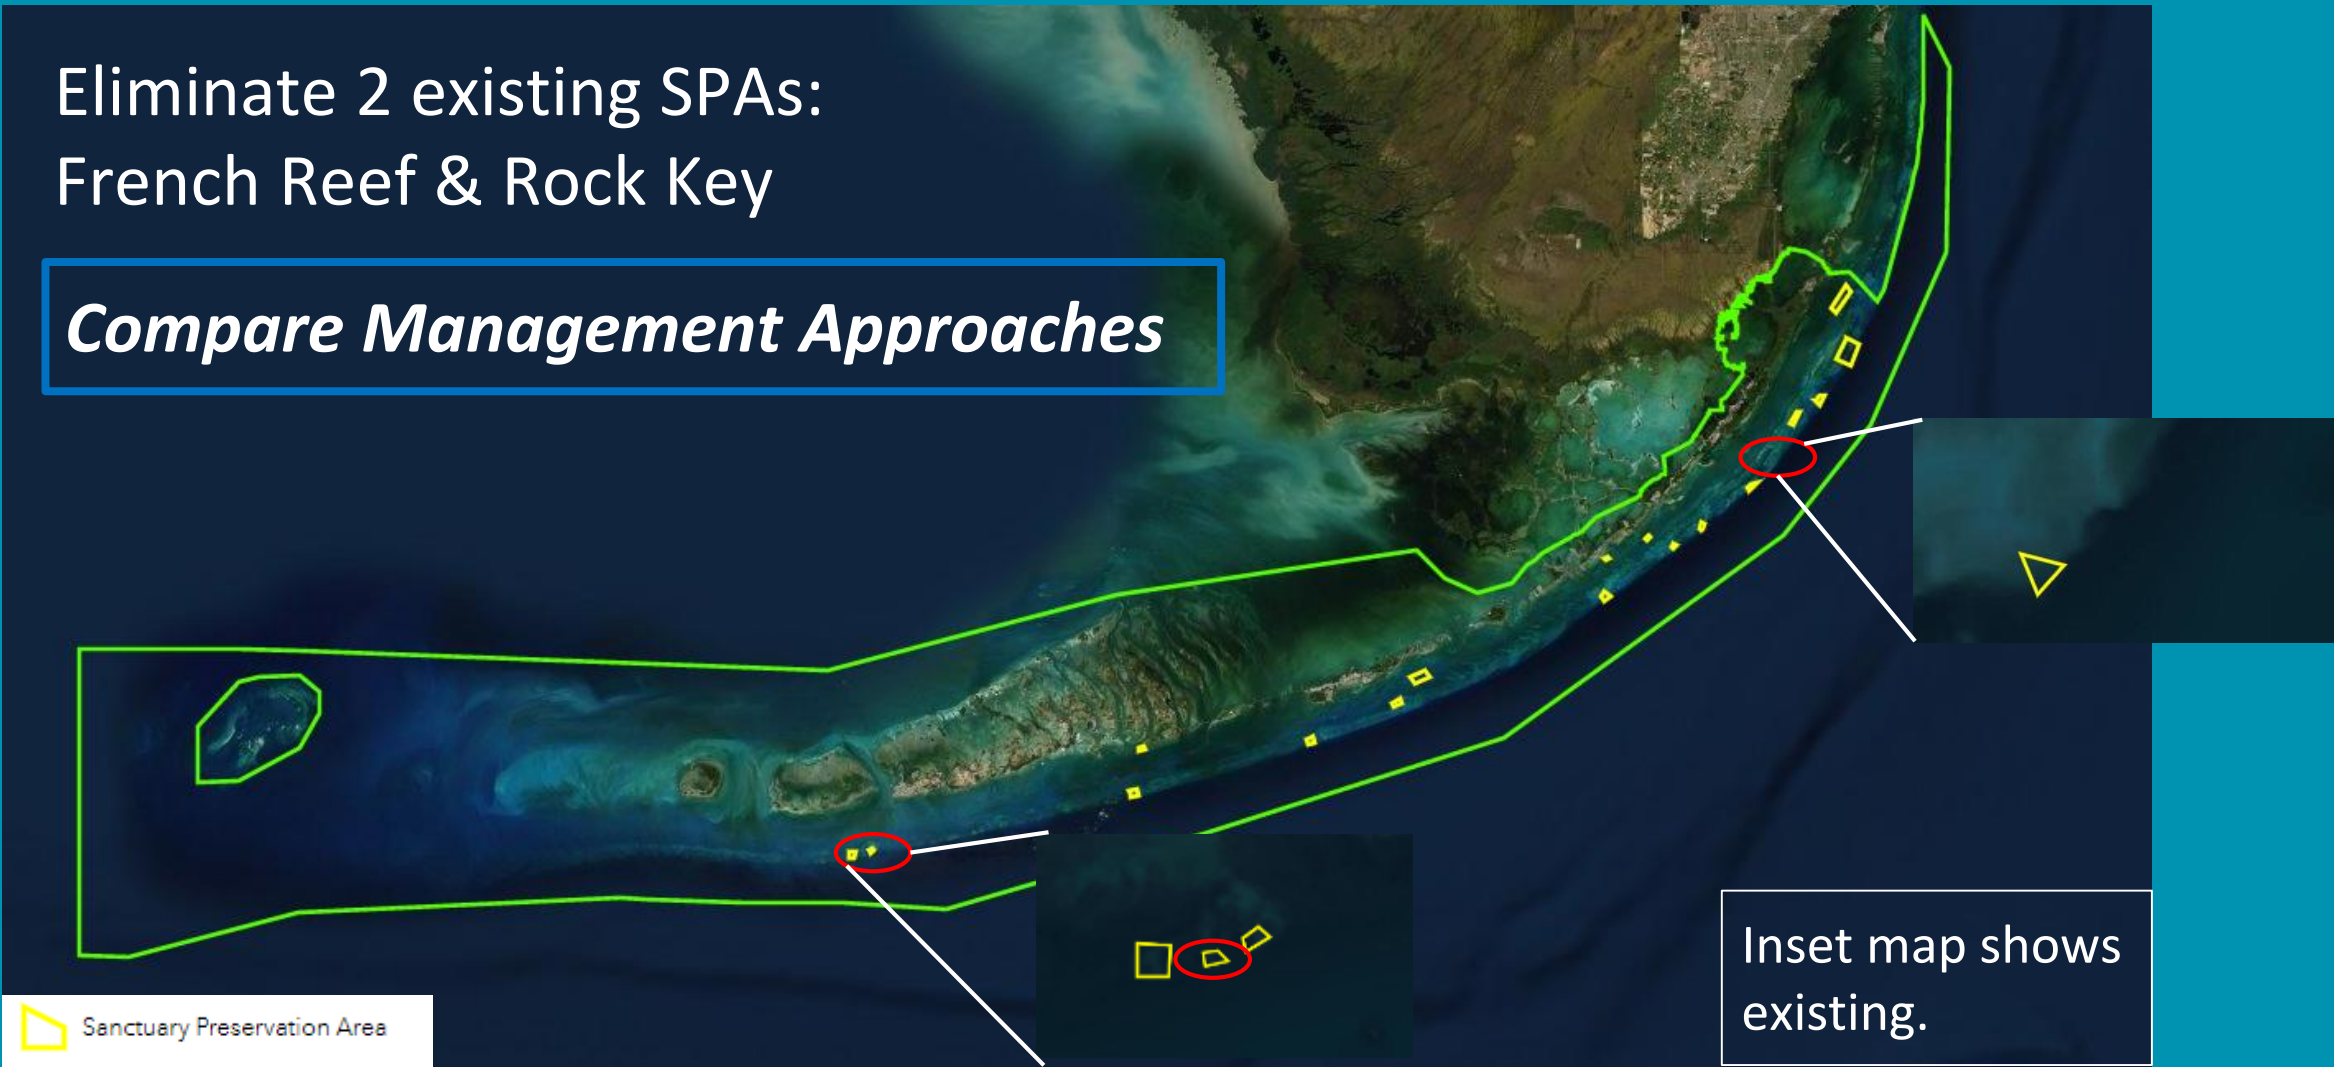 Eliminate 2 existing SPAs:
French Reef & Rock Key
Compare Management Approaches
Inset map shows
existing.
Sanctuary Preservation Area